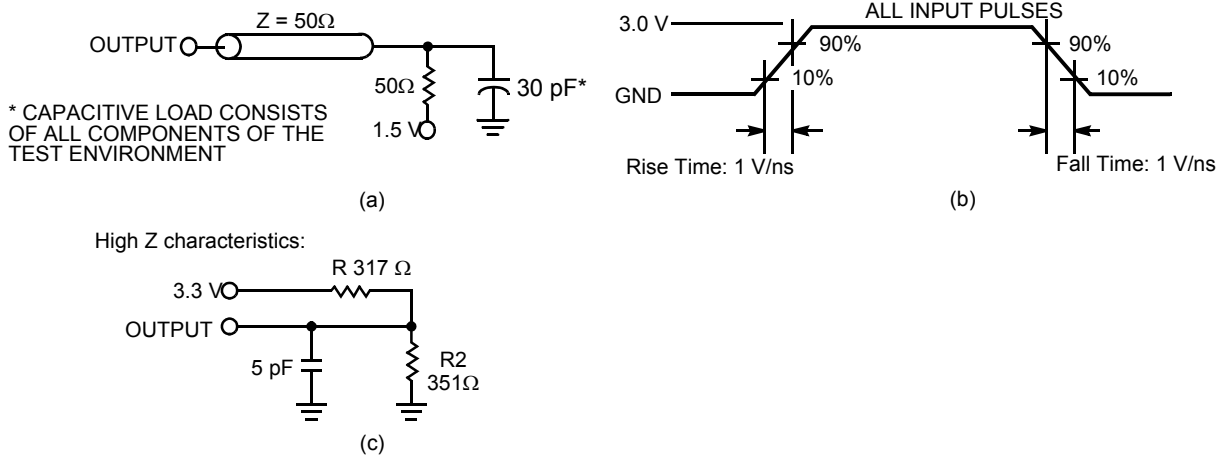 Z = 50Ω
OUTPUT
50Ω
30 pF*
1.5 V
* CAPACITIVE LOAD CONSISTS
OF ALL COMPONENTS OF THE
TEST ENVIRONMENT
(a)
ALL INPUT PULSES
3.0 V
90%
90%
10%
10%
GND
Rise Time: 1 V/ns
Fall Time: 1 V/ns
(b)
High Z characteristics:
R 317 Ω
3.3 V
OUTPUT
5 pF
R2
351Ω
(c)